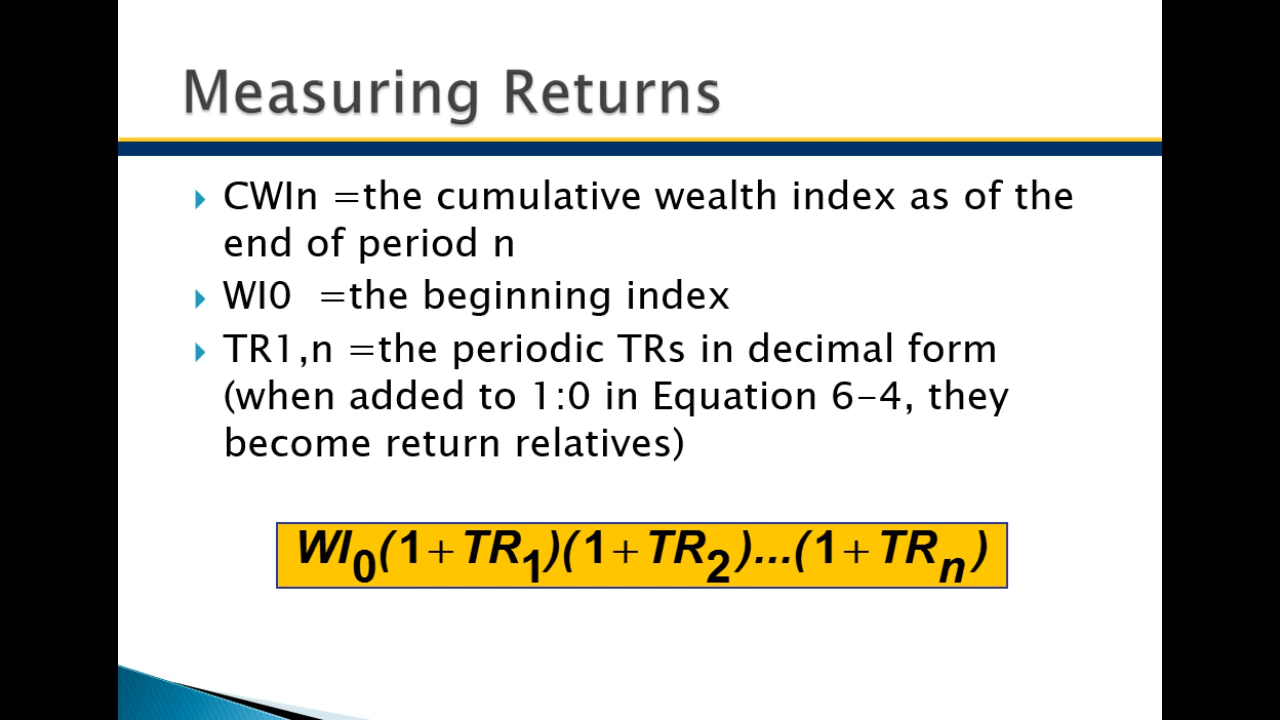 Measuring Returns
CWIn =the cumulative wealth index as of the
end of period n
WI0 =the beginning index
TR1,n =the periodic TRs in decimal form
(when added to 1:0 in Equation 6-4, they
become return relatives)
WI₀(1+TR₁)(1+TR₂)...(1+TRₙ)